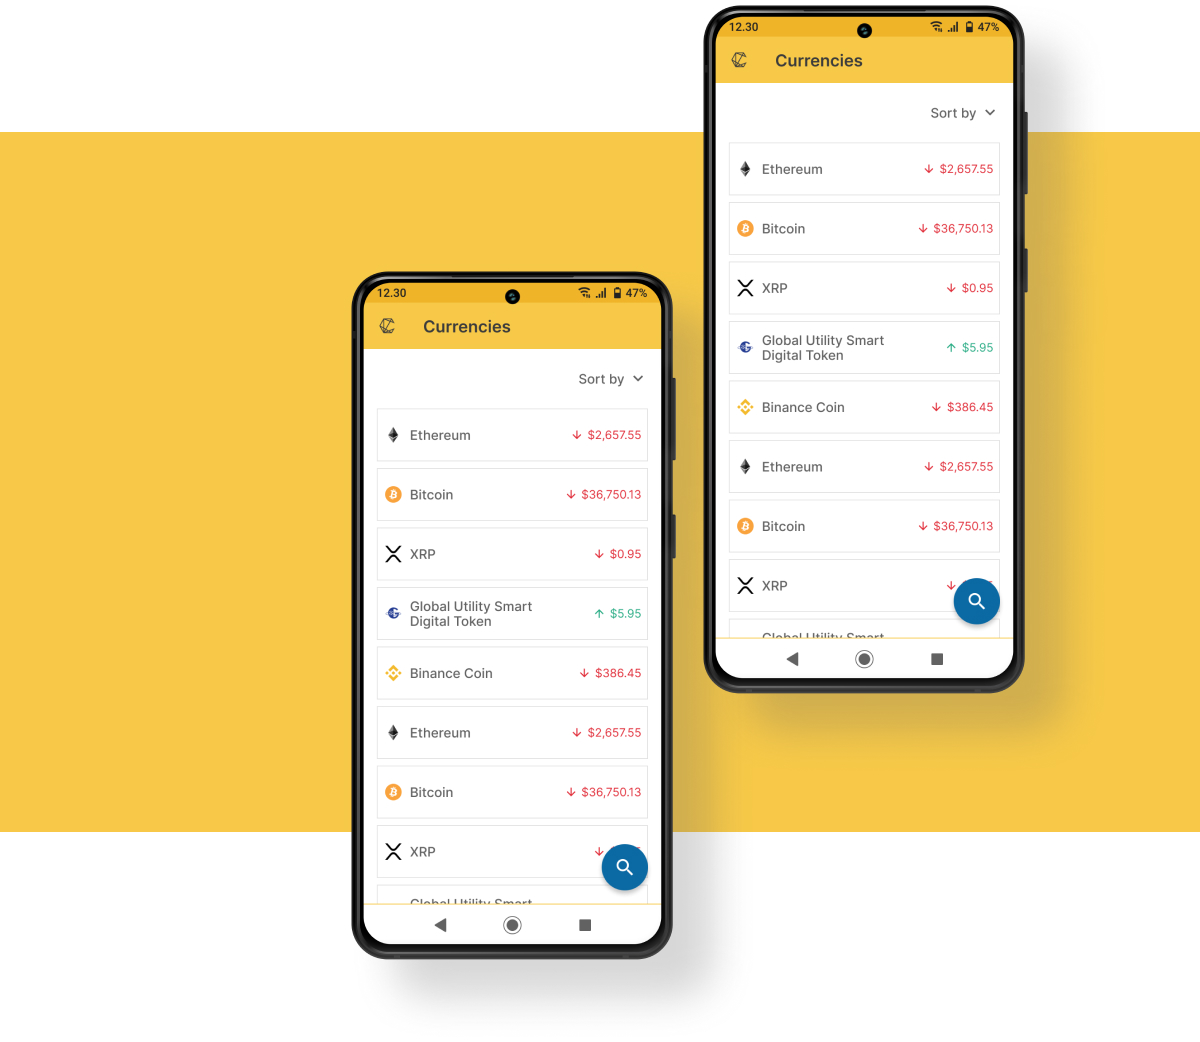 12.30
47%
Currencies
Sort by
Ethereum
$2,657.55
Bitcoin
$36,750.13
XRP
$0.95
Global Utility Smart
Digital Token
$5.95
Binance Coin
$386.45
Ethereum
$2,657.55
Bitcoin
$36,750.13
XRP
Global Utility Smart
12.30
47%
Currencies
Sort by
Ethereum
$2,657.55
Bitcoin
$36,750.13
XRP
$0.95
Global Utility Smart
Digital Token
$5.95
Binance Coin
$386.45
Ethereum
$2,657.55
Bitcoin
$36,750.13
XRP
Global Utility Smart